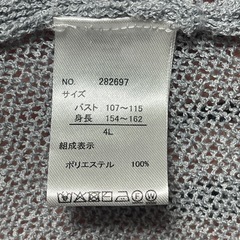 NO. 282697
サイズ
バスト 107～115
身長 154～162
4L
組成表示
ポリエステル 100%